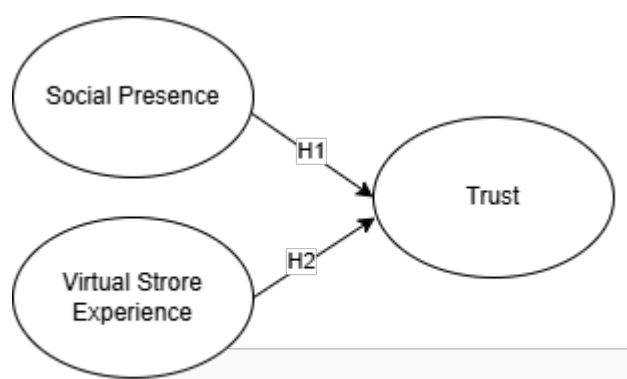 Social Presence
H1
Trust
H2
Virtual Strore
Experience